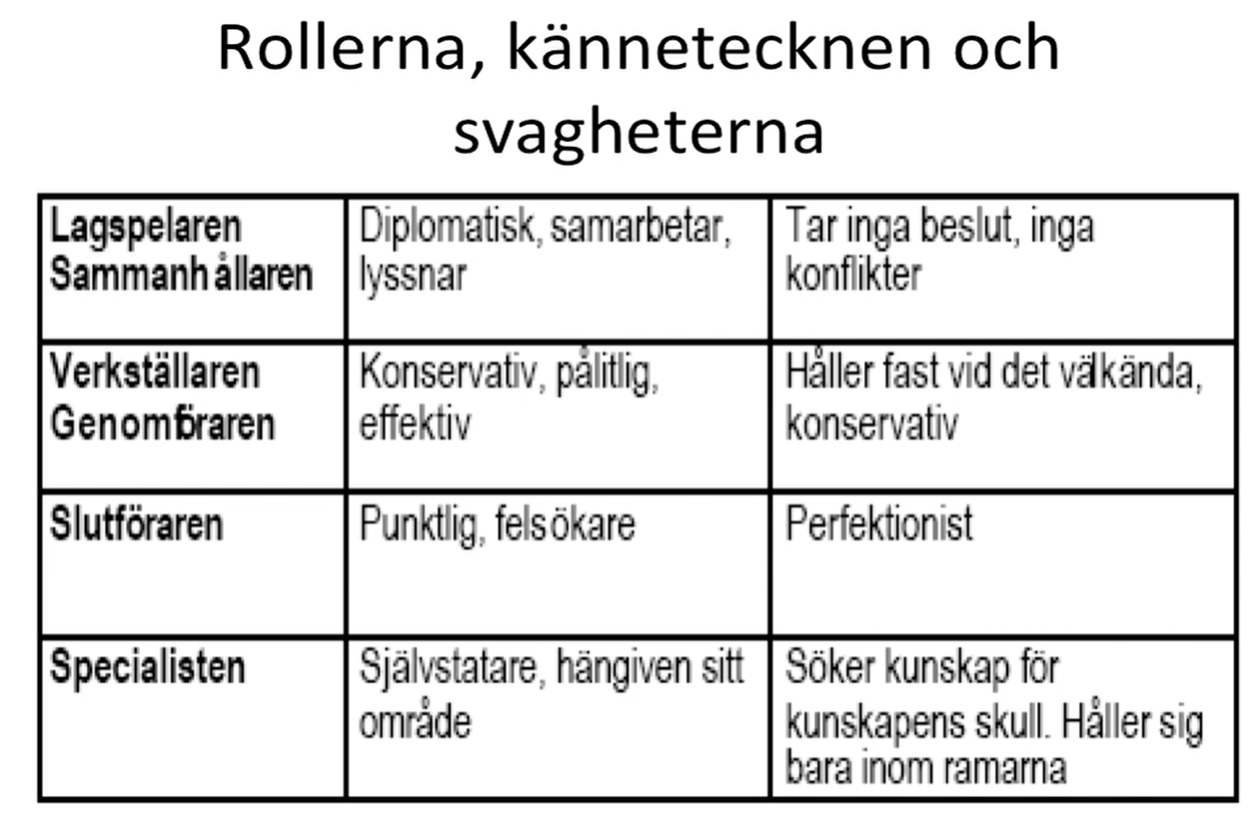 Rollerna, kännetecknen och
svagheterna
Lagspelaren
Sammanhållaren
Diplomatisk, samarbetar,
lyssnar
Tar inga beslut, inga
konflikter
Verkställaren
Genomföraren
Konservativ, pålitlig,
effektiv
Håller fast vid det välkända,
konservativ
Slutföraren
Punktlig, felsökare
Perfektionist
Specialisten
Självstatare, hängiven sitt
område
Söker kunskap för
kunskapens skull. Håller sig
bara inom ramarna